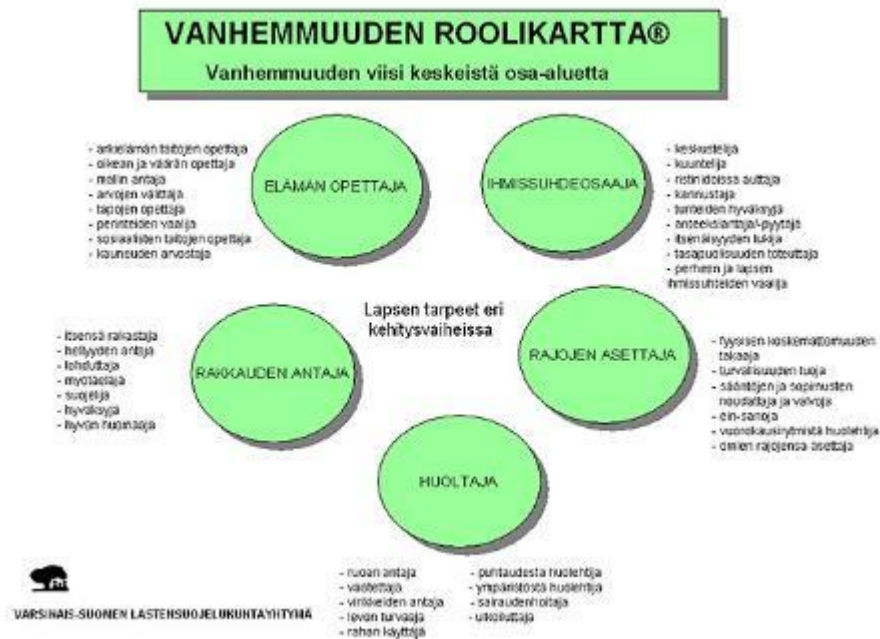 VANHEMMUUDEN ROOLIKARTTA®
Vanhemmuuden viisi keskeistä osa-aluetta
ELÄMÄN OPETTAJA
- arkielämän taitojen opettaja
- oikean ja väärän opettaja
- mallin antaja
- arvojen välittäjä
- tapojen opettaja
- perinteiden vaalija
- sosiaalisten taitojen opettaja
- kauneuden arvostaja
IHMISSUHDEOSAAJA
- keskustelija
- kuuntelija
- ristiriidoissa auttaja
- kannustaja
- tunteiden hyväksyjä
- anteeksiantaja/-pyytäjä
- itsenäisyyden tukija
- tasapuolisuuden toteuttaja
- perheen ja lapsen
ihmissuhteiden vaalija
Lapsen tarpeet eri
kehitysvaiheissa
RAKKAUDEN ANTAJA
- itsensä rakastaja
- hellyyden antaja
- lohduttaja
- myötäeläjä
- suojelija
- hyväksyjä
- hyvän huomaaja
RAJOJEN ASETTAJA
- fyysisen koskemattomuuden
takaaja
- turvallisuuden tuoja
- sääntöjen ja sopimusten
noudattaja ja valvoja
- ein-sanoja
- vuorokausirytmistä huolehtija
- omien rajojensa asettaja
HUOLTAJA
- ruoan antaja
- vaatettaja
- virikkeiden antaja
- levon turvaaja
- rahan käyttäjä
- puhtaudesta huolehtija
- ympäristöstä huolehtija
- sairaudenhoitaja
- ulkoiluttaja
VARSINAIS-SUOMEN LASTENSUOJELUKUNTAYHTYMÄ